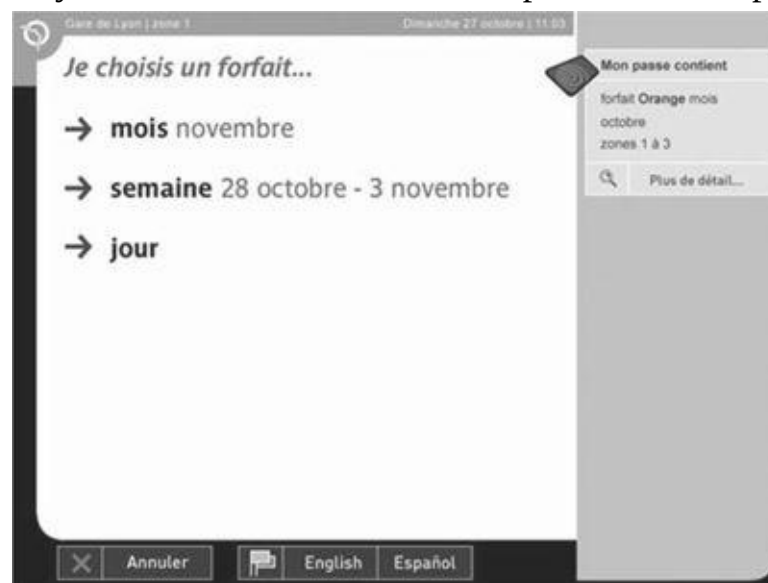 Gare de Lyon | zone 1
Dimanche 27 octobre | 11:03
Je choisis un forfait...
→ mois novembre
→ semaine 28 octobre - 3 novembre
→ jour
Mon passe contient
forfait Orange mois
octobre
zones 1 à 3
Plus de détail...
Annuler
English
Español